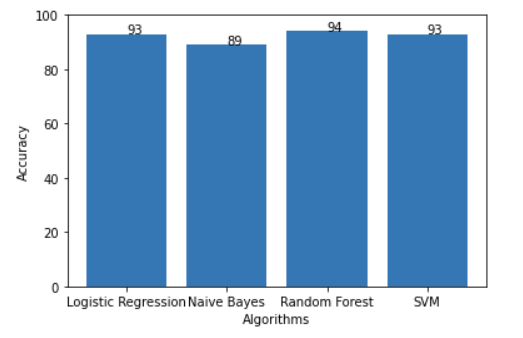 100
80
60
40
20
0
Accuracy
93
89
94
93
Logistic Regression
Naive Bayes
Random Forest
SVM
Algorithms